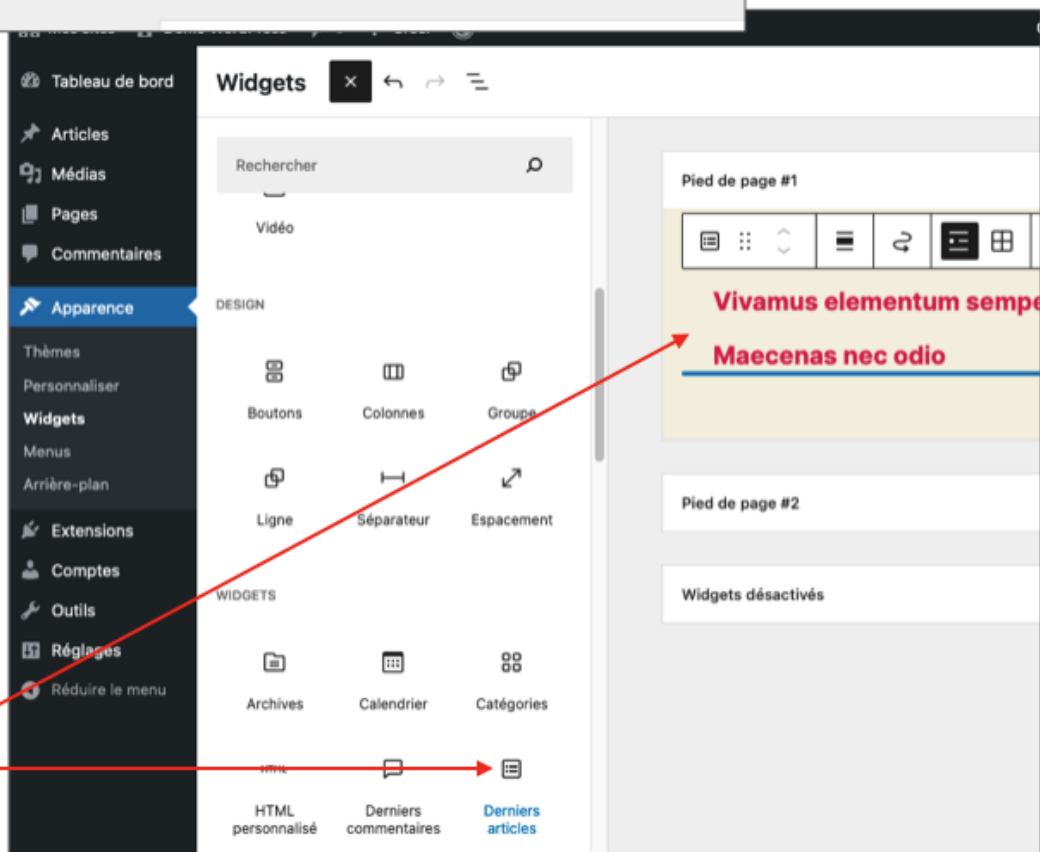 Tableau de bord
Articles
Médias
Pages
Commentaires
Apparence
Thèmes
Personnaliser
Widgets
Menus
Arrière-plan
Extensions
Comptes
Outils
Réglages
Réduire le menu
Widgets
Rechercher
Vidéo
DESIGN
Boutons
Colonnes
Groupe
Ligne
Séparateur
Espacement
WIDGETS
Archives
Calendrier
Catégories
HTML
HTML
personnalisé
Derniers
commentaires
Derniers
articles
Pied de page #1
Vivamus elementum sempe
Maecenas nec odio
Pied de page #2
Widgets désactivés